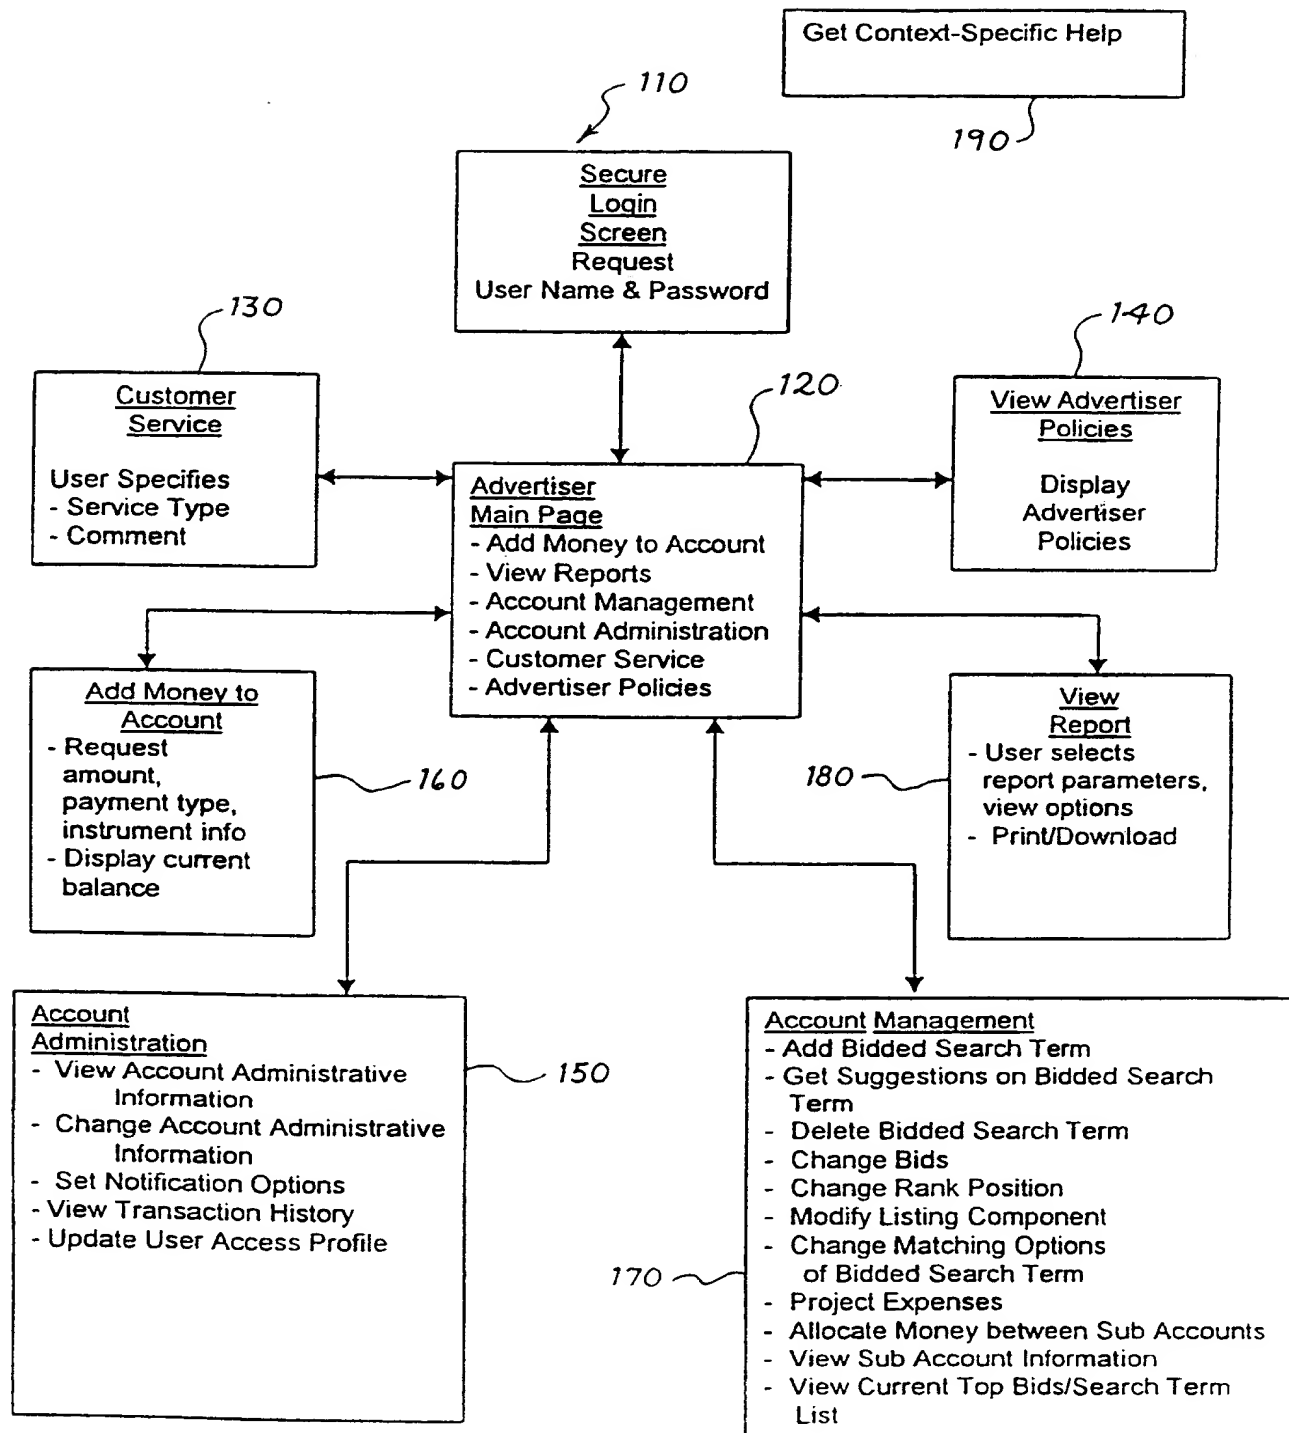 Get Context-Specific Help
190
110
Secure
Login
Screen
Request
User Name & Password
130
Customer
Service
User Specifies
- Service Type
- Comment
140
View Advertiser
Policies
Display
Advertiser
Policies
120
Advertiser
Main Page
- Add Money to Account
- View Reports
- Account Management
- Account Administration
- Customer Service
- Advertiser Policies
Add Money to
Account
- Request
amount,
payment type,
instrument info
- Display current
balance
160
View
Report
- User selects
report parameters,
view options
- Print/Download
180
Account
Administration
- View Account Administrative
Information
- Change Account Administrative
Information
- Set Notification Options
- View Transaction History
- Update User Access Profile
150
Account Management
- Add Bidded Search Term
- Get Suggestions on Bidded Search
Term
- Delete Bidded Search Term
- Change Bids
- Change Rank Position
- Modify Listing Component
- Change Matching Options
of Bidded Search Term
- Project Expenses
- Allocate Money between Sub Accounts
- View Sub Account Information
- View Current Top Bids/Search Term
List
170